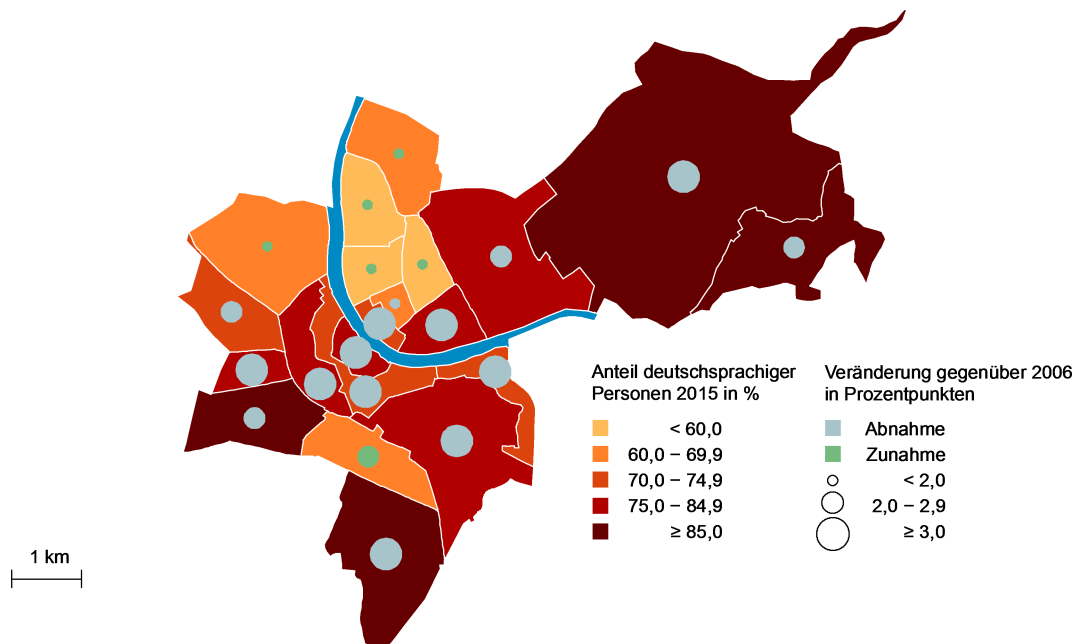 Anteil deutschsprachiger
Personen 2015 in %
< 60,0
60,0 – 69,9
70,0 – 74,9
75,0 – 84,9
≥ 85,0
Veränderung gegenüber 2006
in Prozentpunkten
Abnahme
Zunahme
< 2,0
2,0 – 2,9
≥ 3,0
1 km